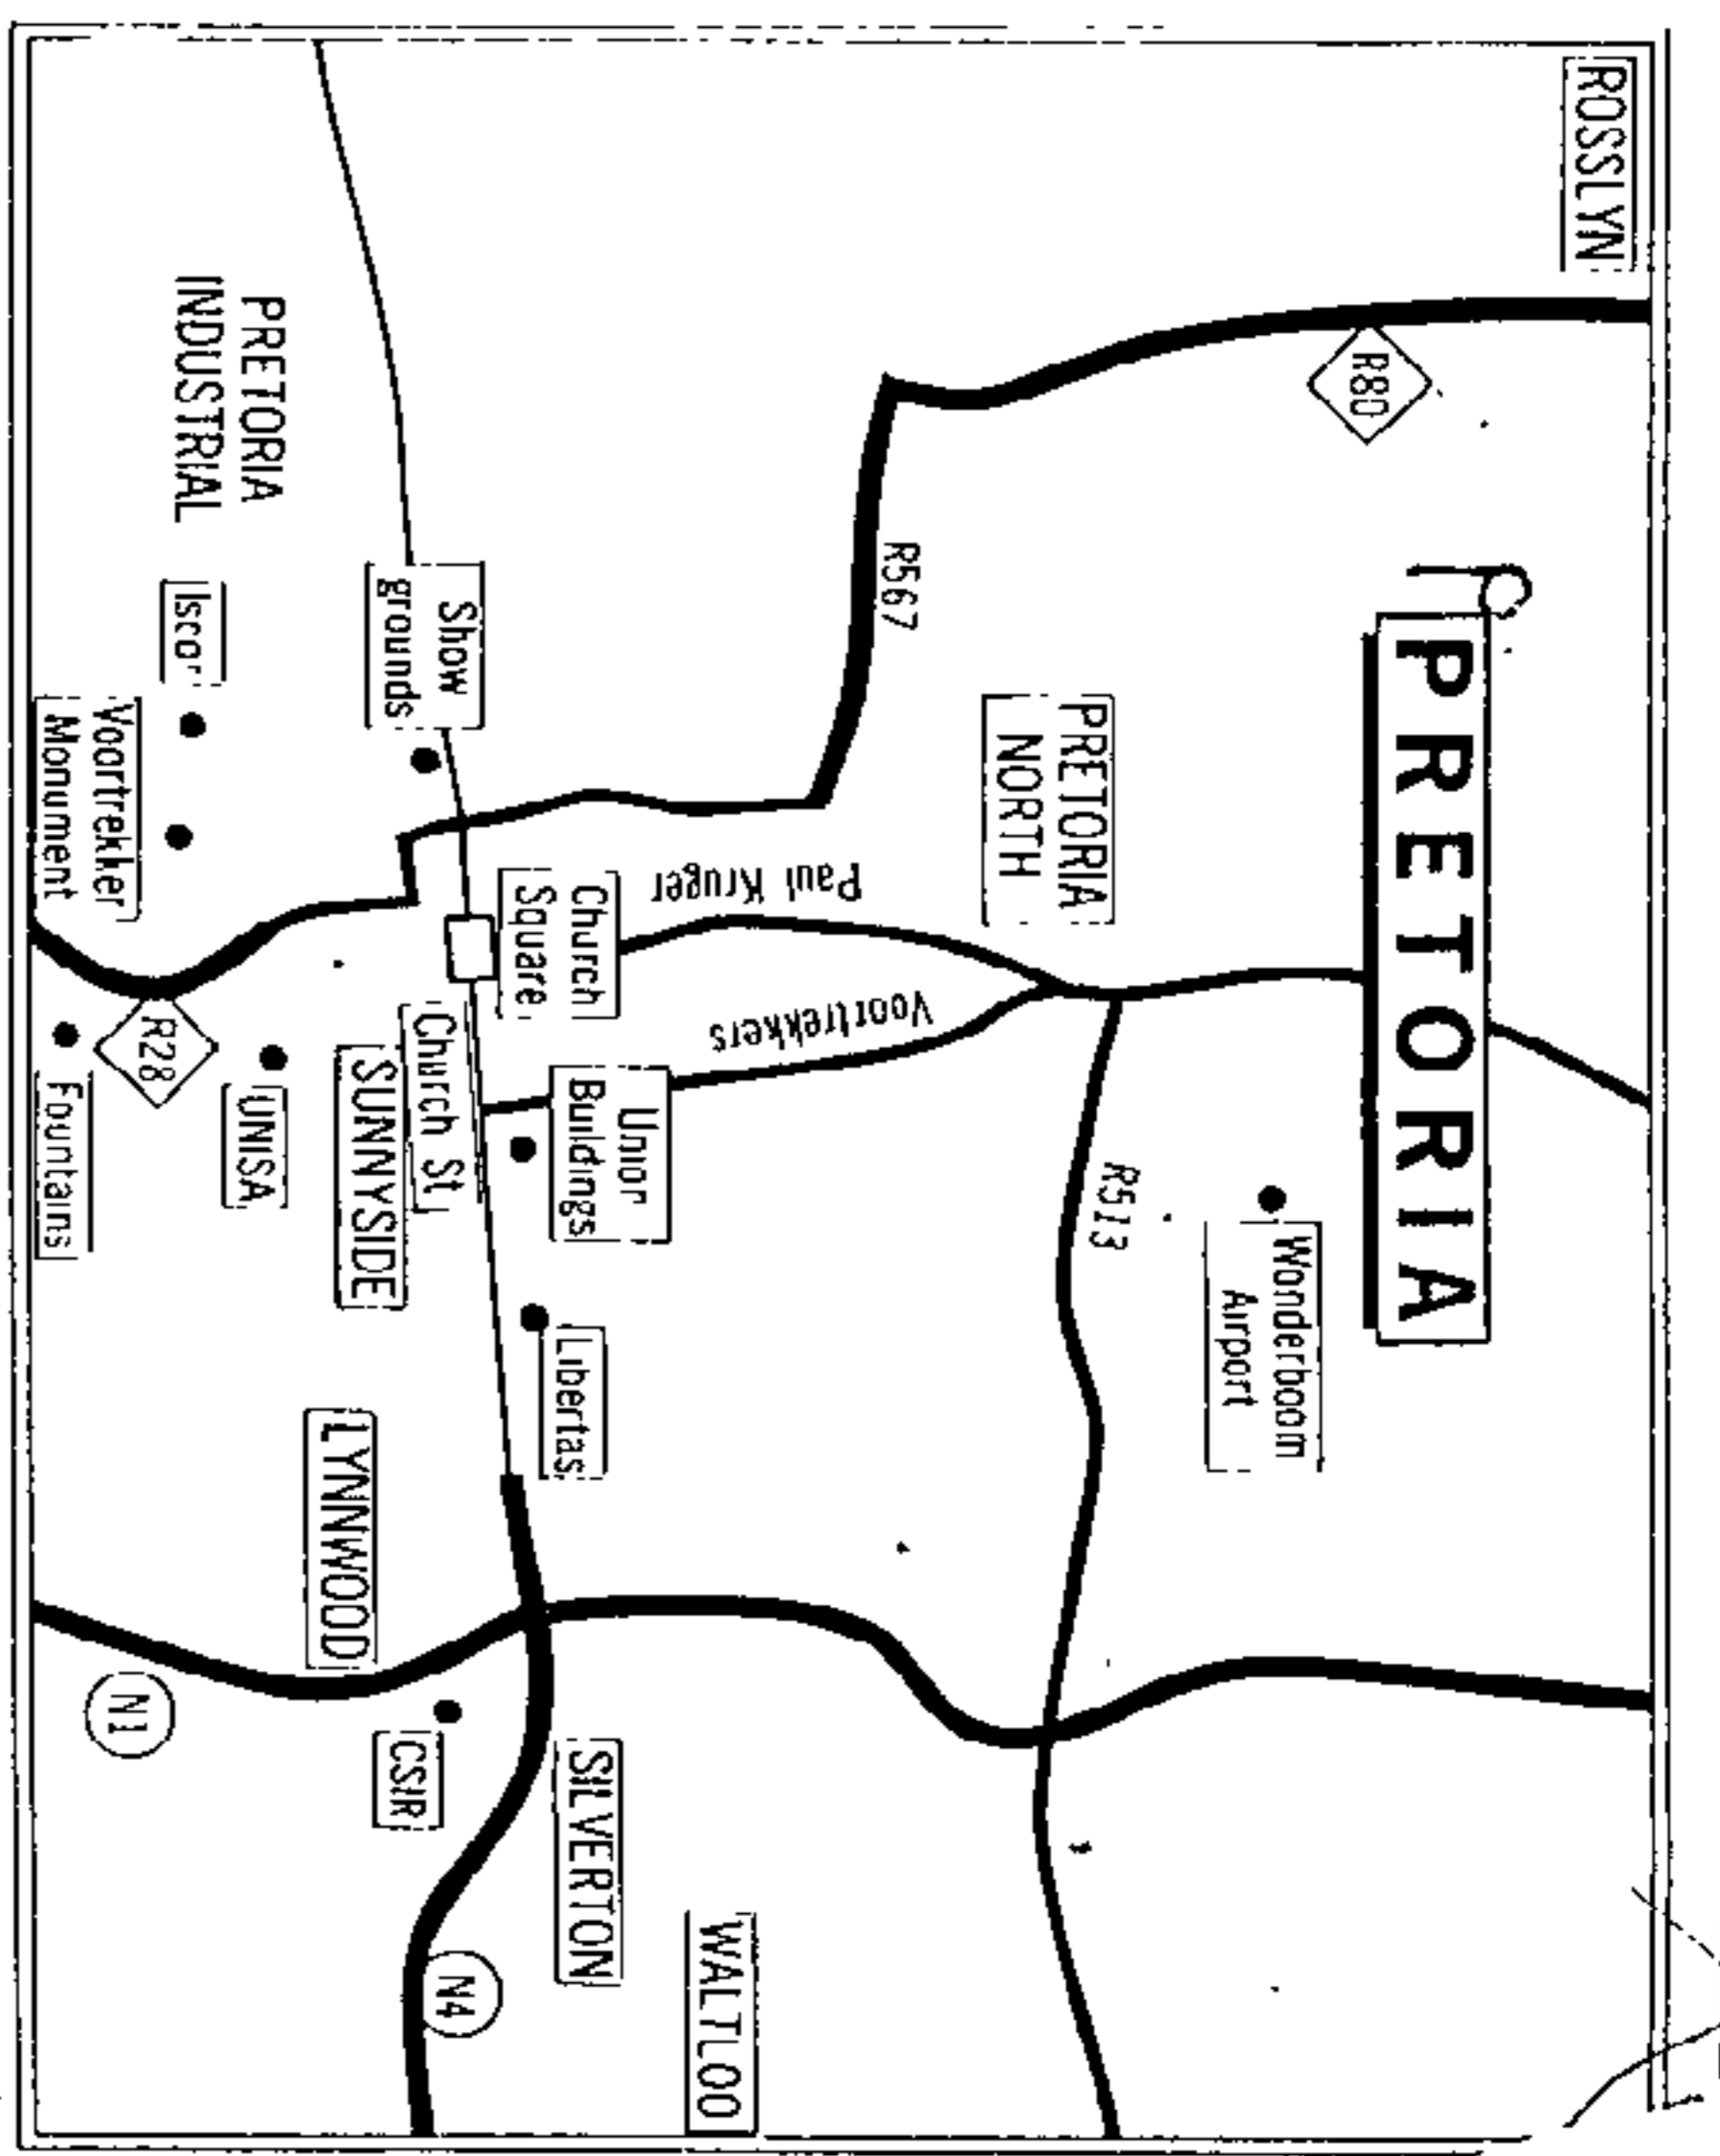 ROSSLYN
R80
PRETORIA
Wonderboom
Airport
PRETORIA
NORTH
R567
R513
Paul Kruger
Voortrekkers
WALTLOO
Show
grounds
Church
Square
Unior
Buildings
Libertas
SILVERTON
Church St
SUNNYSIDE
LYNNWOOD
CSIR
N4
PRETORIA
INDUSTRIAL
Iscor
UNISA
Voortrekker
Monument
R28
Fountains
N1